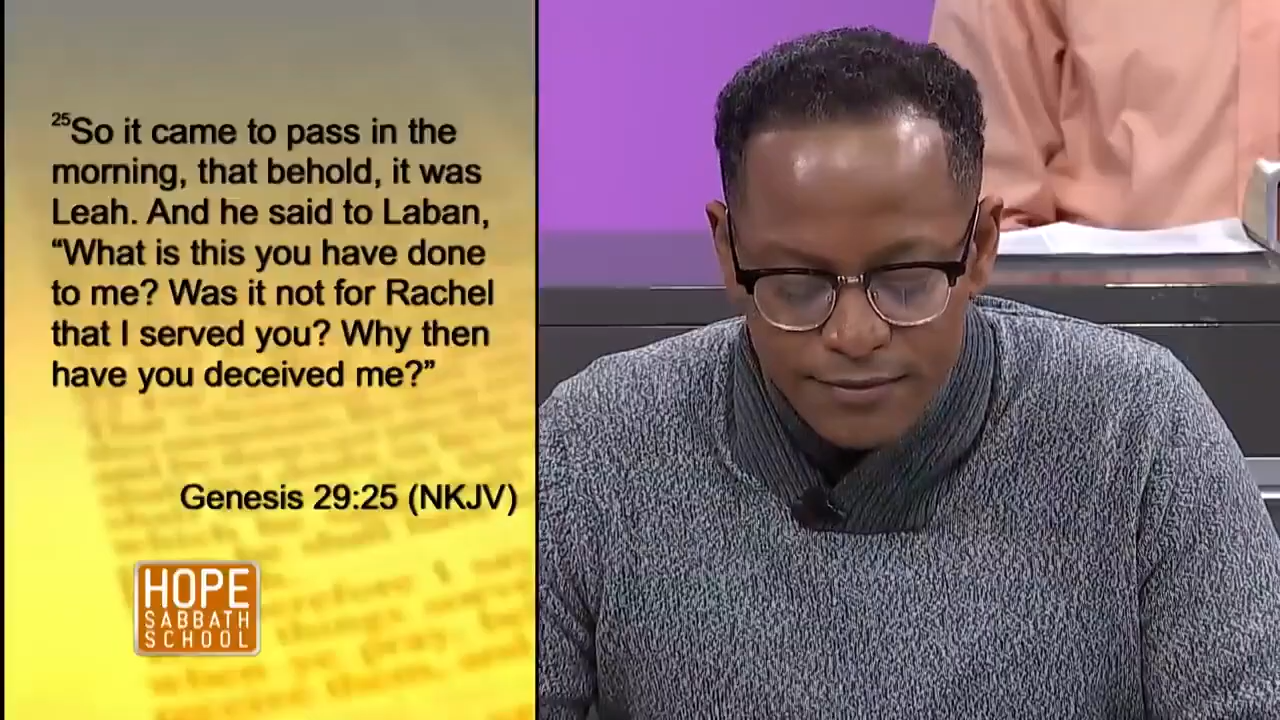 25So it came to pass in the
morning, that behold, it was
Leah. And he said to Laban,
“What is this you have done
to me? Was it not for Rachel
that I served you? Why then
have you deceived me?”
Genesis 29:25 (NKJV)
HOPE
SABBATH
SCHOOL